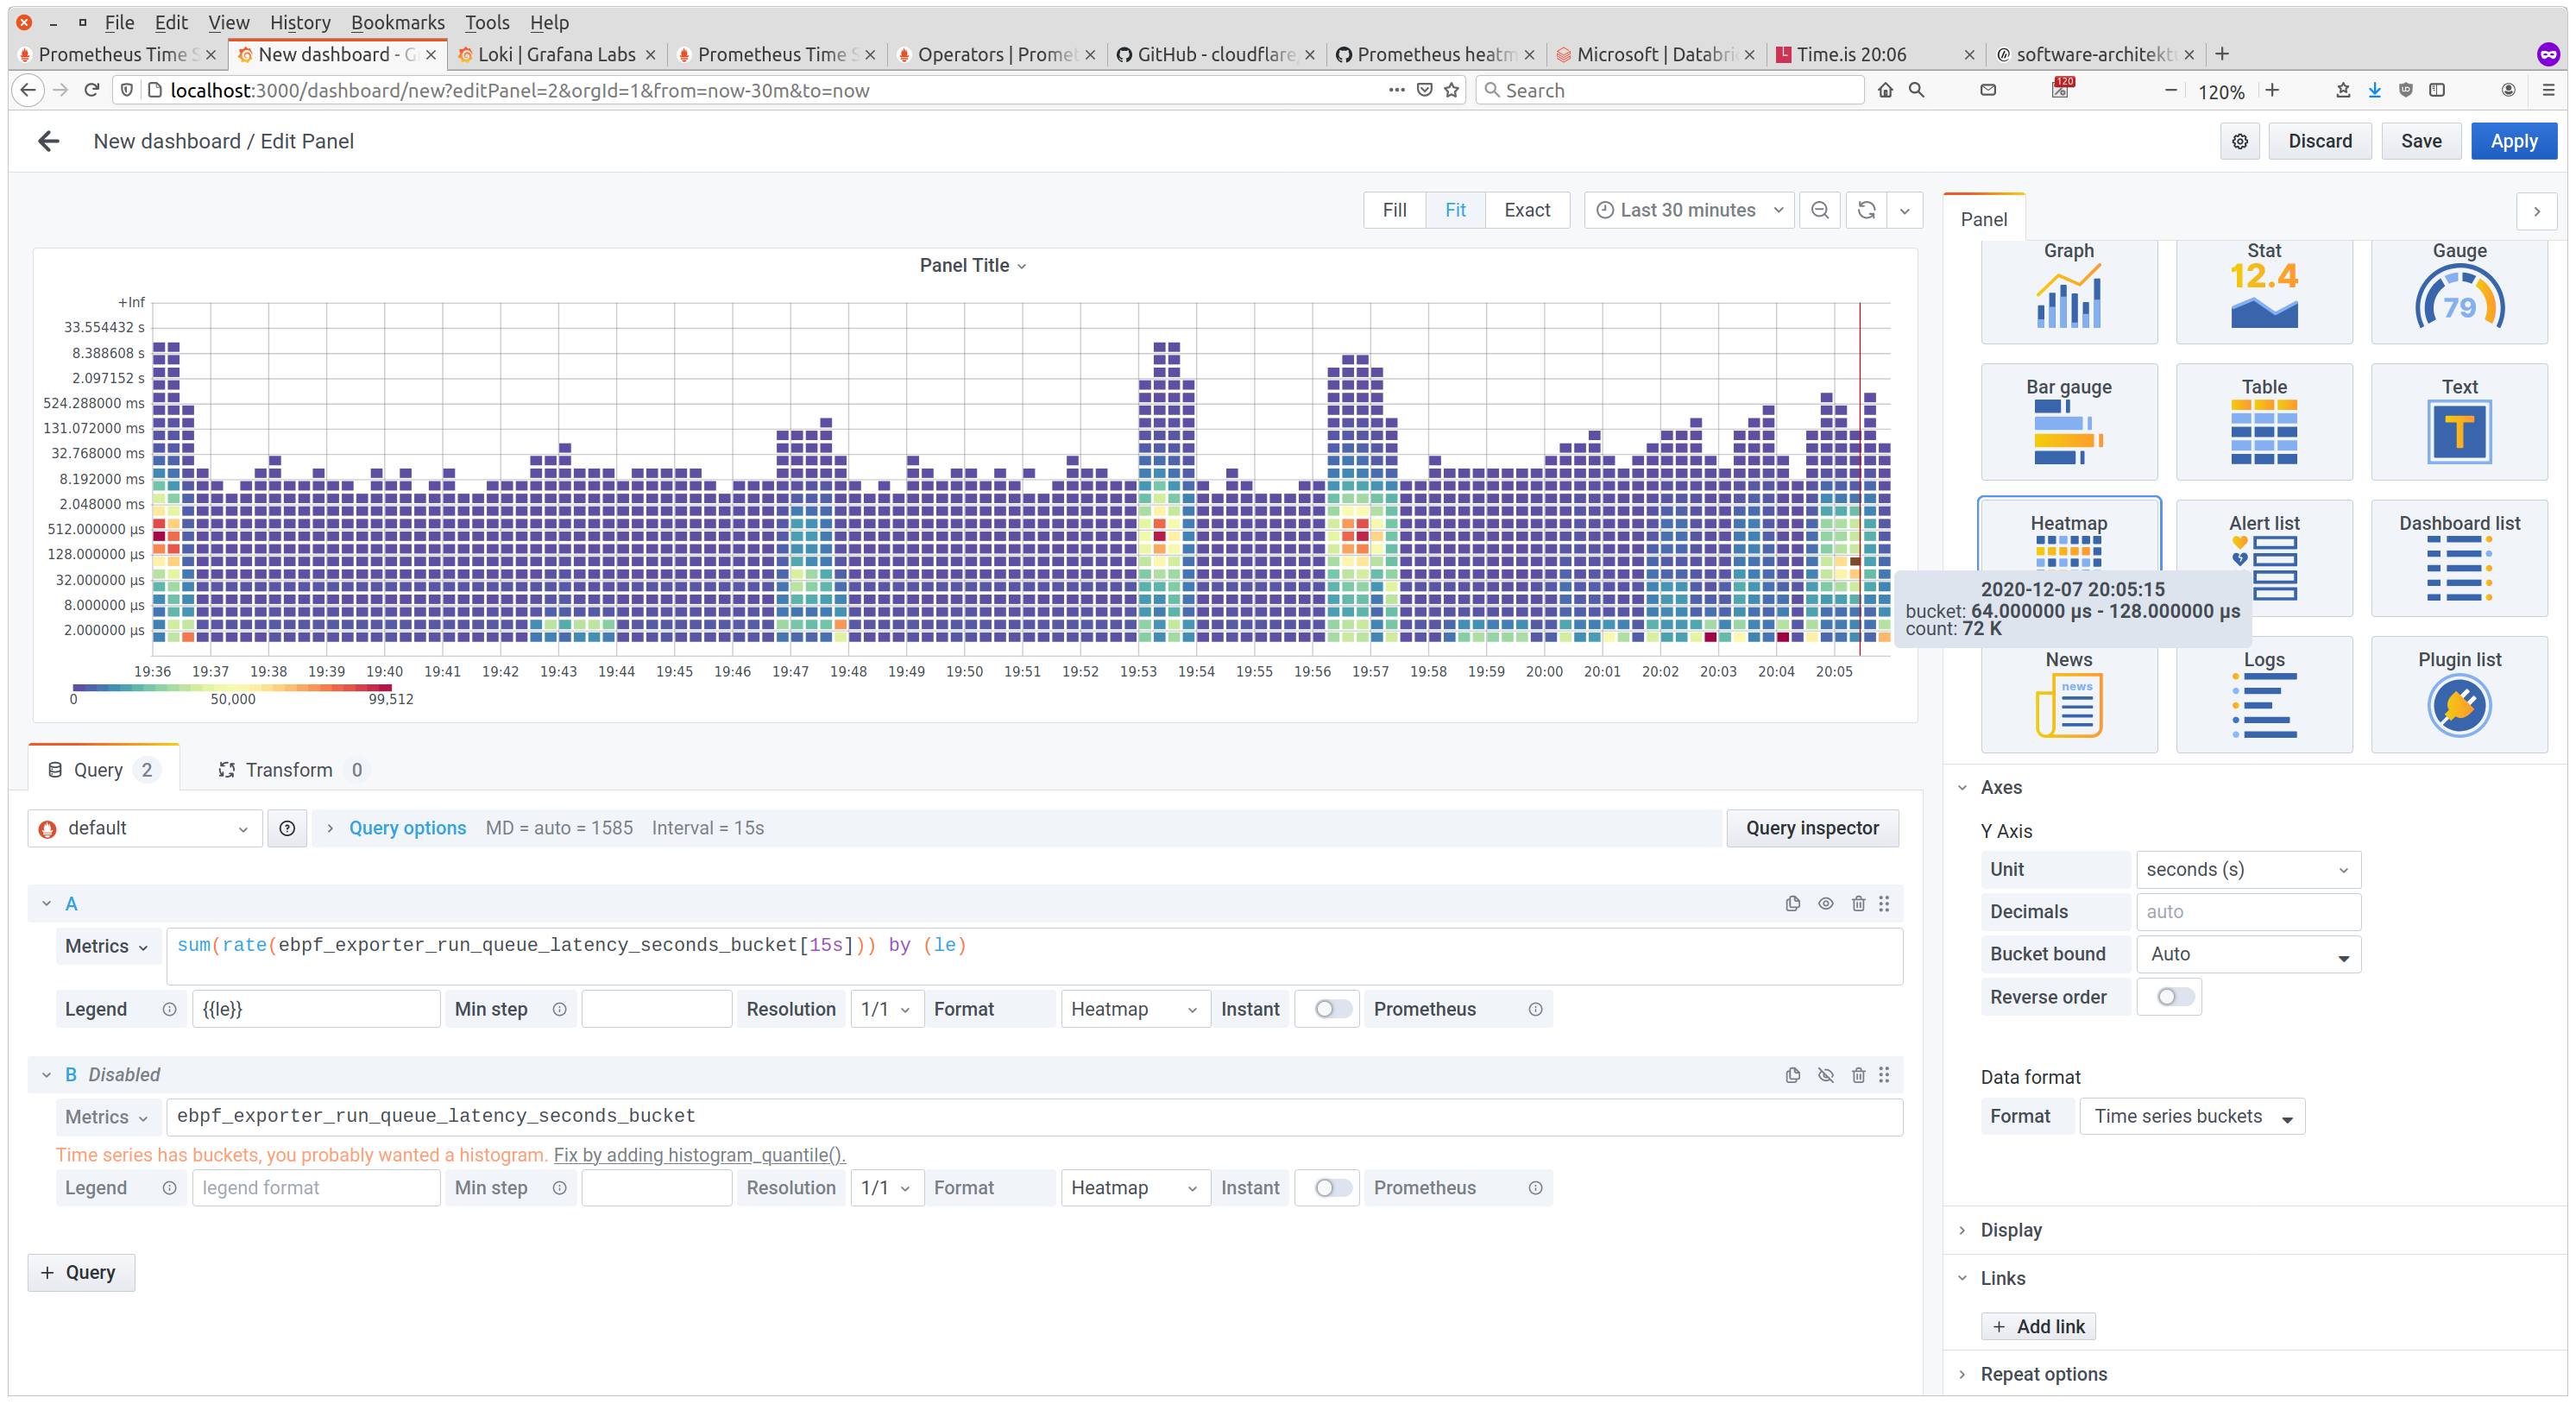 File Edit View History Bookmarks Tools Help
Prometheus Time S New dashboard - G Loki | Grafana Labs Prometheus Time S Operators | Promet GitHub - cloudflare, Prometheus heatm Microsoft | Databri Time.is 20:06 software-architekt
localhost:3000/dashboard/new?editPanel=2&orgId=1&from=now-30m&to=now Search 120 120%
New dashboard / Edit Panel Discard Save Apply
Fill Fit Exact Last 30 minutes
Panel Title
+Inf
33.554432 s
8.388608 s
2.097152 s
524.288000 ms
131.072000 ms
32.768000 ms
8.192000 ms
2.048000 ms
512.000000 µs
128.000000 µs
32.000000 µs
8.000000 µs
2.000000 µs
19:36 19:37 19:38 19:39 19:40 19:41 19:42 19:43 19:44 19:45 19:46 19:47 19:48 19:49 19:50 19:51 19:52 19:53 19:54 19:55 19:56 19:57 19:58 19:59 20:00 20:01 20:02 20:03 20:04 20:05
0 50,000 99,512
2020-12-07 20:05:15
bucket: 64.000000 µs - 128.000000 µs
count: 72 K
Query 2 Transform 0
default Query options MD = auto = 1585 Interval = 15s Query inspector
A
Metrics sum(rate(ebpf_exporter_run_queue_latency_seconds_bucket[15s])) by (le)
Legend {{le}} Min step Resolution 1/1 Format Heatmap Instant Prometheus
B Disabled
Metrics ebpf_exporter_run_queue_latency_seconds_bucket
Time series has buckets, you probably wanted a histogram. Fix by adding histogram_quantile().
Legend legend format Min step Resolution 1/1 Format Heatmap Instant Prometheus
+ Query
Panel
Graph Stat Gauge
12.4 79
Bar gauge Table Text
T
Heatmap Alert list Dashboard list
News Logs Plugin list
news
Axes
Y Axis
Unit seconds (s)
Decimals auto
Bucket bound Auto
Reverse order
Data format
Format Time series buckets
Display
Links
+ Add link
Repeat options